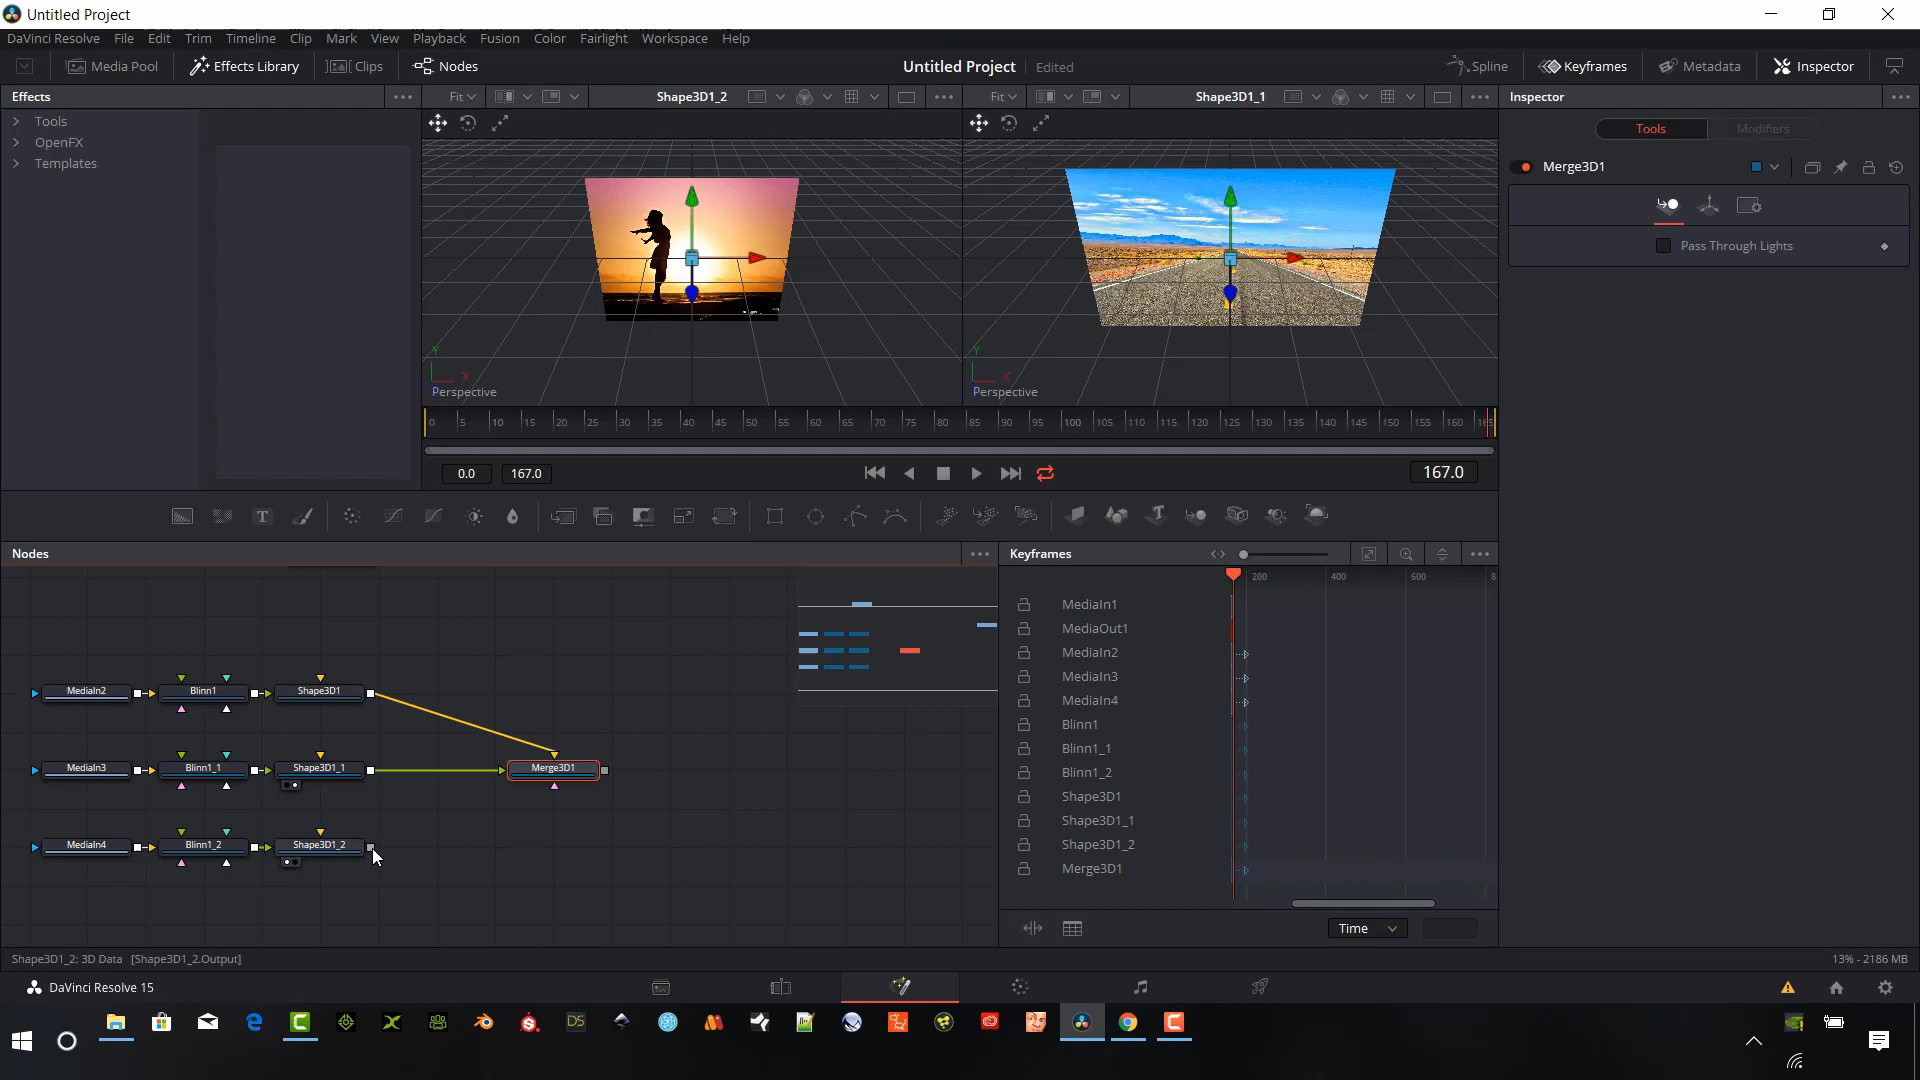 Untitled Project
DaVinci Resolve File Edit Trim Timeline Clip Mark View Playback Fusion Color Fairlight Workspace Help
Media Pool Effects Library Clips Nodes Untitled Project Edited Spline Keyframes Metadata Inspector
Effects Fit Shape3D1_2 Fit Shape3D1_1 Inspector
Tools
OpenFX
Templates
Tools Modifiers
Merge3D1
Pass Through Lights
Y X
Perspective
Y X
Perspective
0 5 10 15 20 25 30 35 40 45 50 55 60 65 70 75 80 85 90 95 100 105 110 115 120 125 130 135 140 145 150 155 160 165
0.0 167.0 167.0
T T
Nodes Keyframes
200 400 600 8
MediaIn1
MediaOut1
MediaIn2
MediaIn3
MediaIn4
Blinn1
Blinn1_1
Blinn1_2
Shape3D1
Shape3D1_1
Shape3D1_2
Merge3D1
Time
MediaIn2 Blinn1 Shape3D1
MediaIn3 Blinn1_1 Shape3D1_1 Merge3D1
MediaIn4 Blinn1_2 Shape3D1_2
Shape3D1_2: 3D Data [Shape3D1_2.Output] 13% - 2186 MB
DaVinci Resolve 15
DS